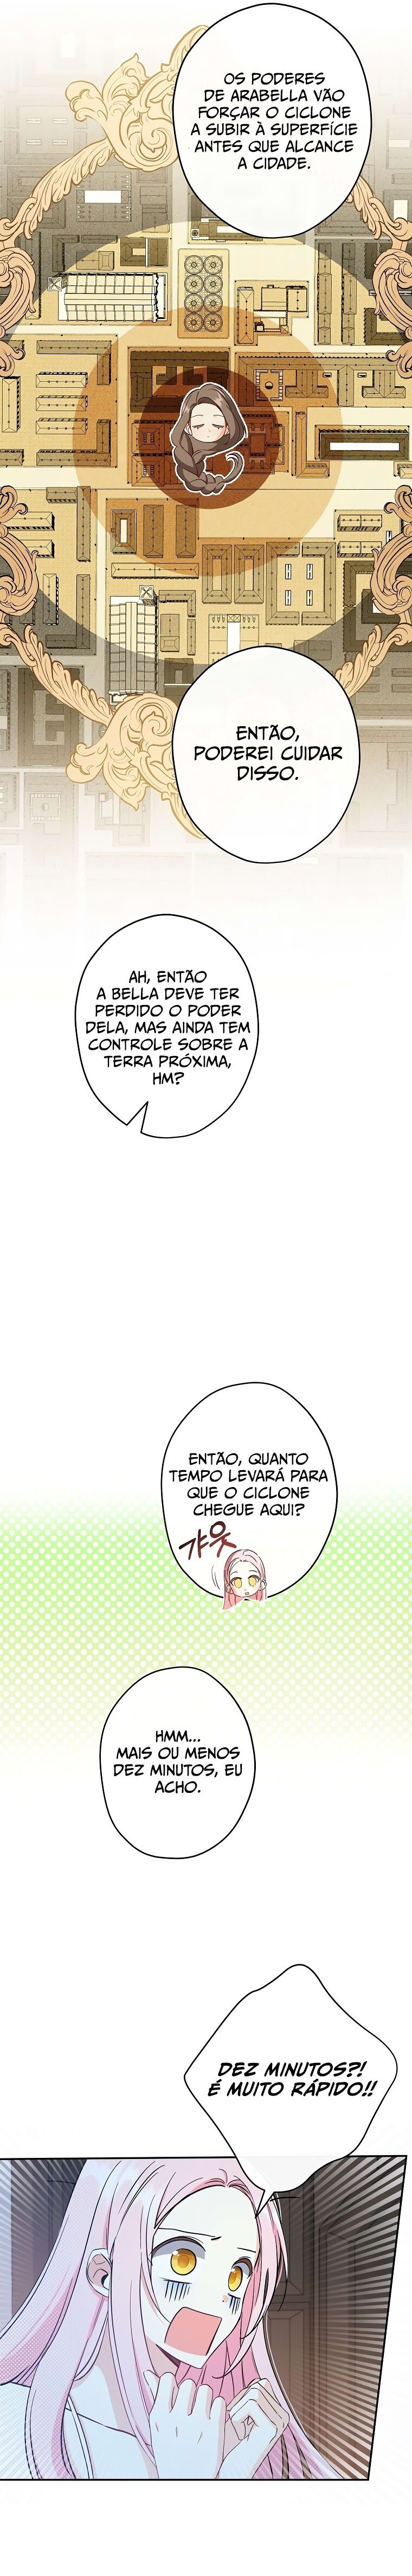 OS PODERES
DE ARABELLA VÃO
FORÇAR O CICLONE
A SUBIR À SUPERFÍCIE
ANTES QUE ALCANCE
A CIDADE.
ENTÃO,
PODEREI CUIDAR
DISSO.
AH, ENTÃO
A BELLA DEVE TER
PERDIDO O PODER
DELA, MAS AINDA TEM
CONTROLE SOBRE A
TERRA PRÓXIMA,
HM?
ENTÃO, QUANTO
TEMPO LEVARÁ PARA
QUE O CICLONE
CHEGUE AQUI?
갸웃
HMM...
MAIS OU MENOS
DEZ MINUTOS, EU
ACHO.
DEZ MINUTOS?!
É MUITO RÁPIDO!!